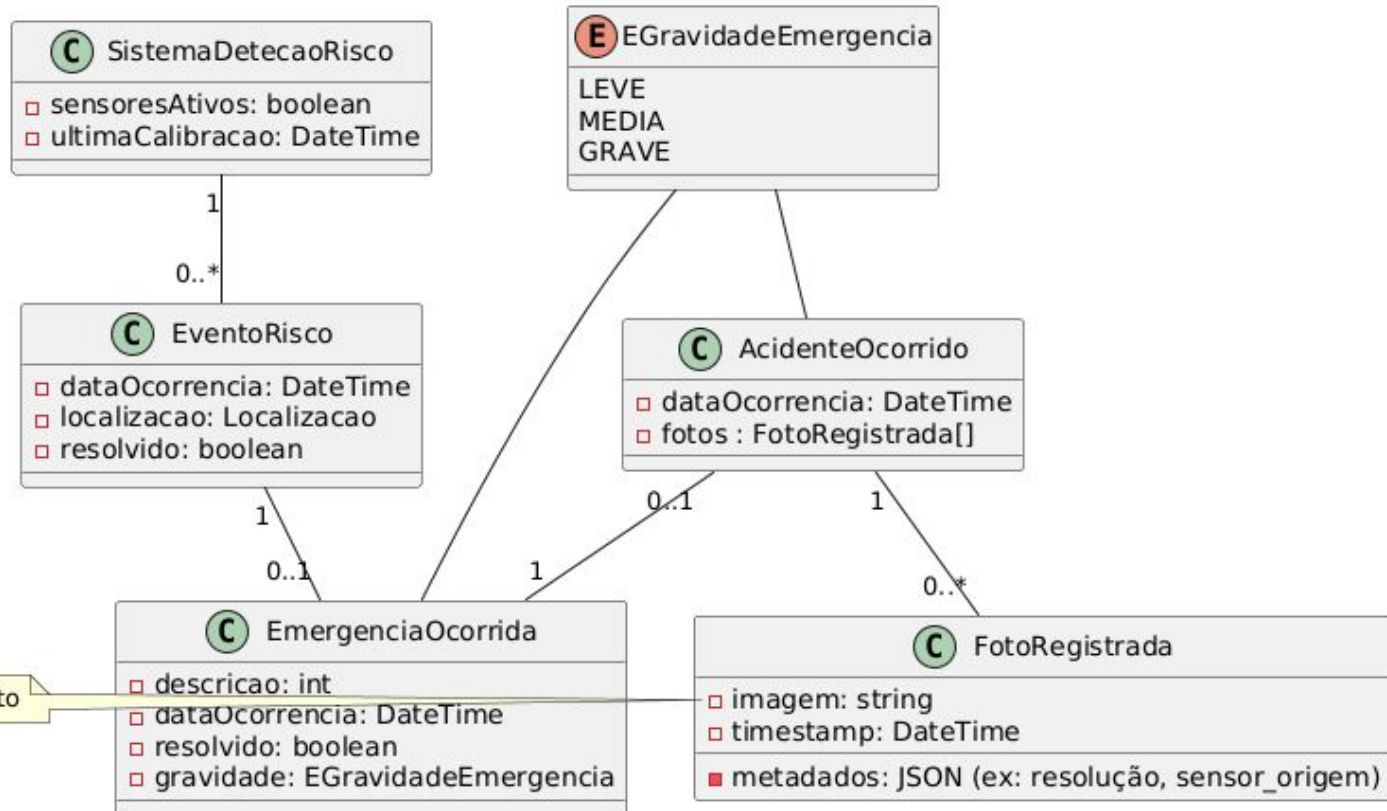 C SistemaDetecaoRisco
sensoresAtivos: boolean
ultimaCalibracao: DateTime
E EGravidadeEmergencia
LEVE
MEDIA
GRAVE
1
0..*
C EventoRisco
dataOcorrencia: DateTime
localizacao: Localizacao
resolvido: boolean
C AcidenteOcorrido
dataOcorrencia: DateTime
fotos : FotoRegistrada[]
1
0..1
0..1
1
1
0..*
C EmergenciaOcorrida
descricao: int
dataOcorrencia: DateTime
resolvido: boolean
gravidade: EGravidadeEmergencia
C FotoRegistrada
imagem: string
timestamp: DateTime
metadados: JSON (ex: resolução, sensor_origem)